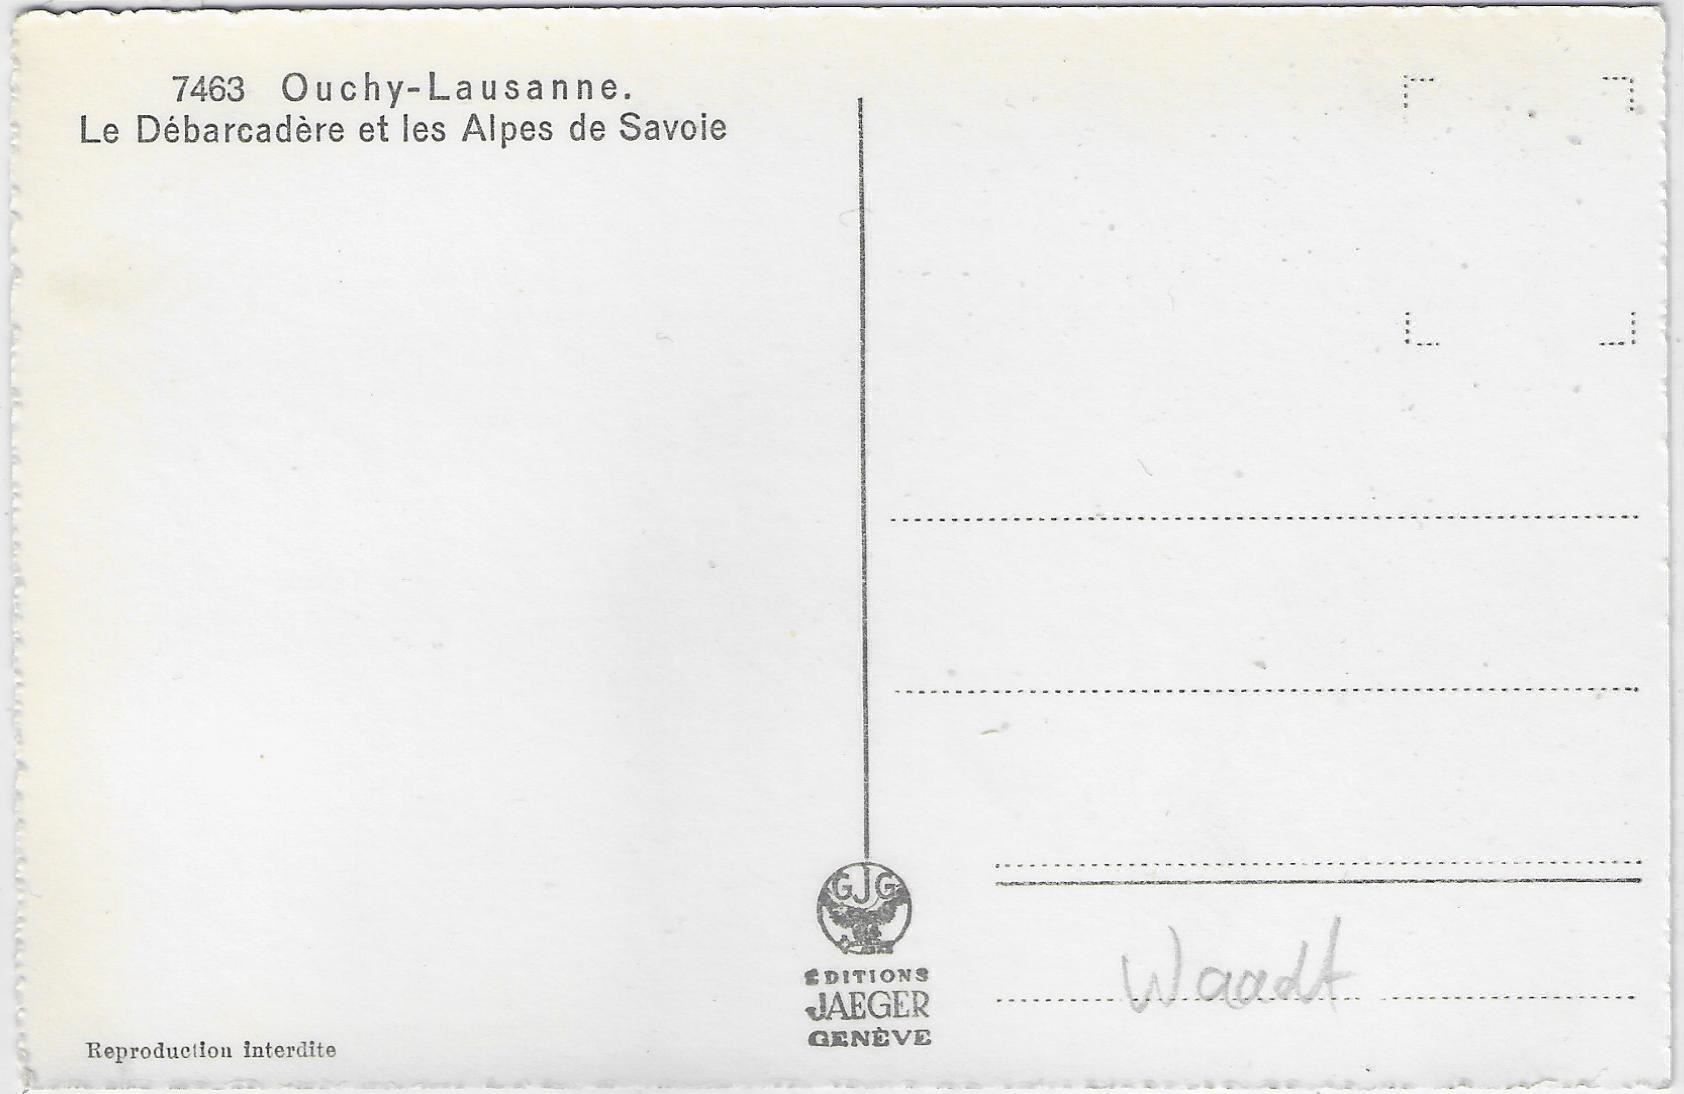 7463 Ouchy-Lausanne.
Le Débarcadère et les Alpes de Savoie
GJG
ÉDITIONS
JAEGER
GENÈVE
Waadt
Reproduction interdite